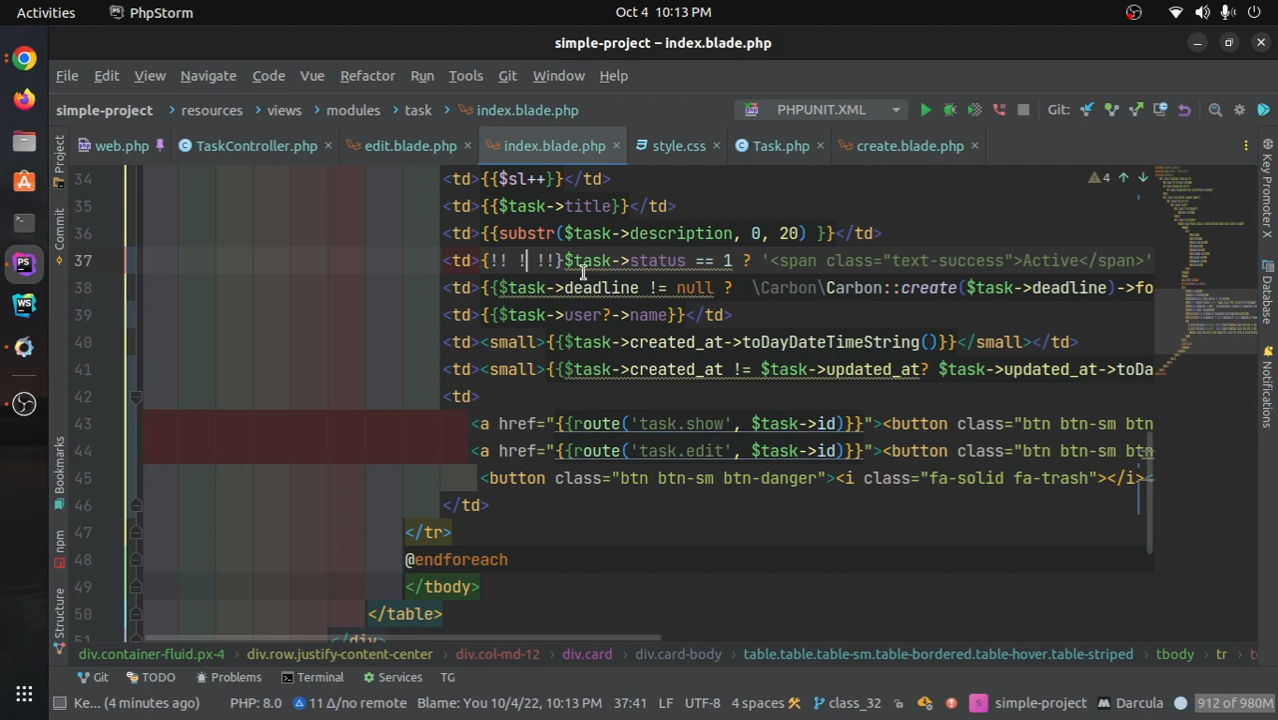 Activities PhpStorm Oct 4 10:13 PM
simple-project – index.blade.php
File Edit View Navigate Code Vue Refactor Run Tools Git Window Help
simple-project resources views modules task index.blade.php PHPUNIT.XML Git:
web.php TaskController.php edit.blade.php index.blade.php style.css Task.php create.blade.php
Project
Commit
Bookmarks
npm
Structure
34 <td>{{$sl++}}</td> 4
35 <td>{{$task->title}}</td>
36 <td>{{substr($task->description, 0, 20) }}</td>
37 <td>{!! ! !!}$task->status == 1 ? '<span class="text-success">Active</span>'
38 <td>{{$task->deadline != null ? \Carbon\Carbon::create($task->deadline)->fo
39 <td>{{$task->user?->name}}</td>
40 <td><small>{{$task->created_at->toDayDateTimeString()}}</small></td>
41 <td><small>{{$task->created_at != $task->updated_at? $task->updated_at->toDa
42 <td>
43 <a href="{{route('task.show', $task->id)}}"><button class="btn btn-sm btn
44 <a href="{{route('task.edit', $task->id)}}"><button class="btn btn-sm btn
45 <button class="btn btn-sm btn-danger"><i class="fa-solid fa-trash"></i><
46 </td>
47 </tr>
48 @endforeach
49 </tbody>
50 </table>
51 </div>
Key Promoter X
Database
Notifications
div.container-fluid.px-4 div.row.justify-content-center div.col-md-12 div.card div.card-body table.table.table-sm.table-bordered.table-hover.table-striped tbody tr
Git TODO Problems Terminal Services TG
Ke... (4 minutes ago) PHP: 8.0 11 Δ/no remote Blame: You 10/4/22, 10:13 PM 37:41 LF UTF-8 4 spaces class_32 S simple-project Darcula 912 of 980M